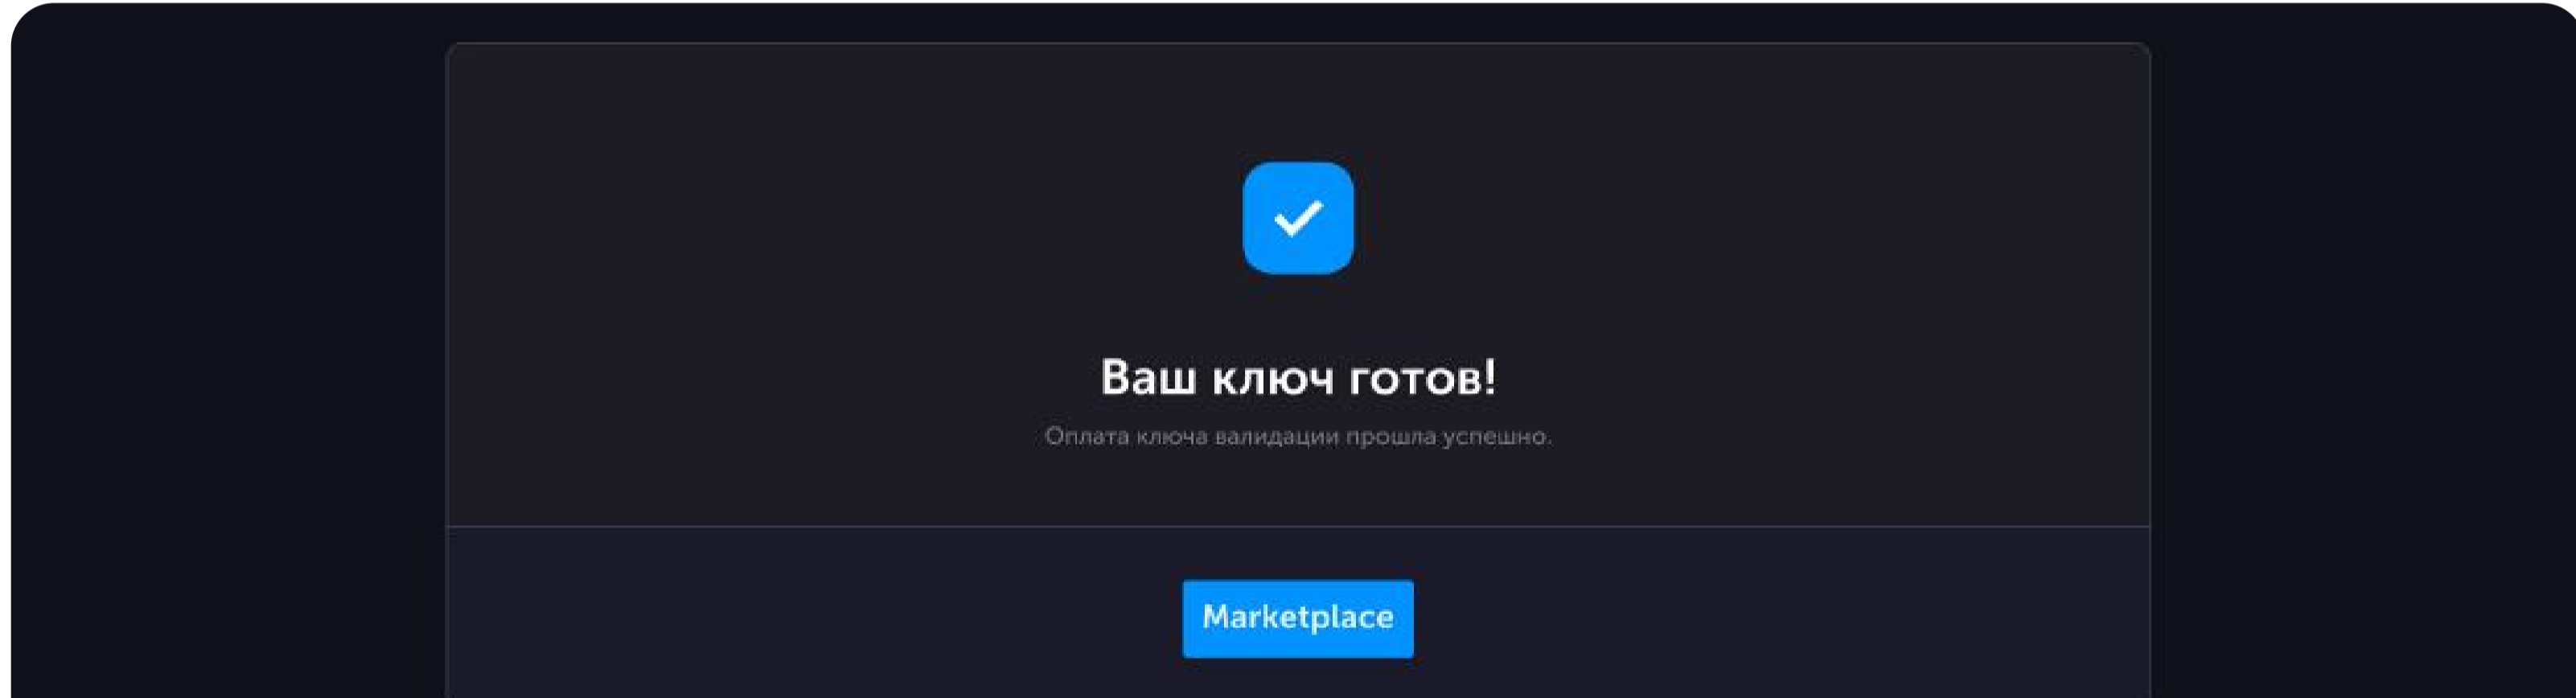 Ваш ключ готов!
Оплата ключа валидации прошла успешно.
Marketplace